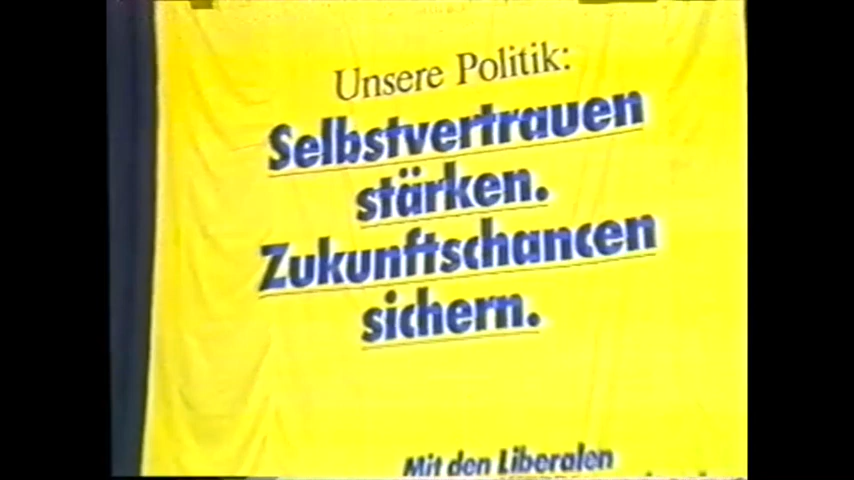 Unsere Politik:
Selbstvertrauen
stärken.
Zukunftschancen
sichern.
Mit den Liberalen